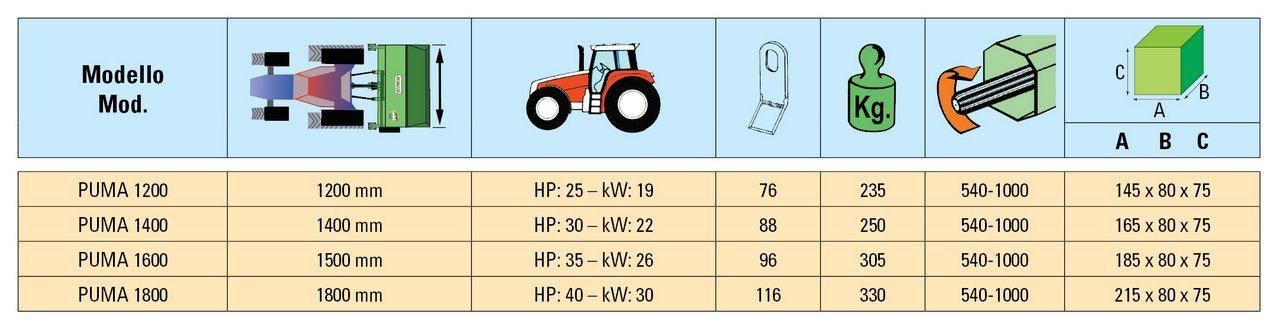 Modello
Mod.
Kg.
C
B
A
A B C
PUMA 1200 1200 mm HP: 25 – kW: 19 76 235 540-1000 145 x 80 x 75
PUMA 1400 1400 mm HP: 30 – kW: 22 88 250 540-1000 165 x 80 x 75
PUMA 1600 1500 mm HP: 35 – kW: 26 96 305 540-1000 185 x 80 x 75
PUMA 1800 1800 mm HP: 40 – kW: 30 116 330 540-1000 215 x 80 x 75